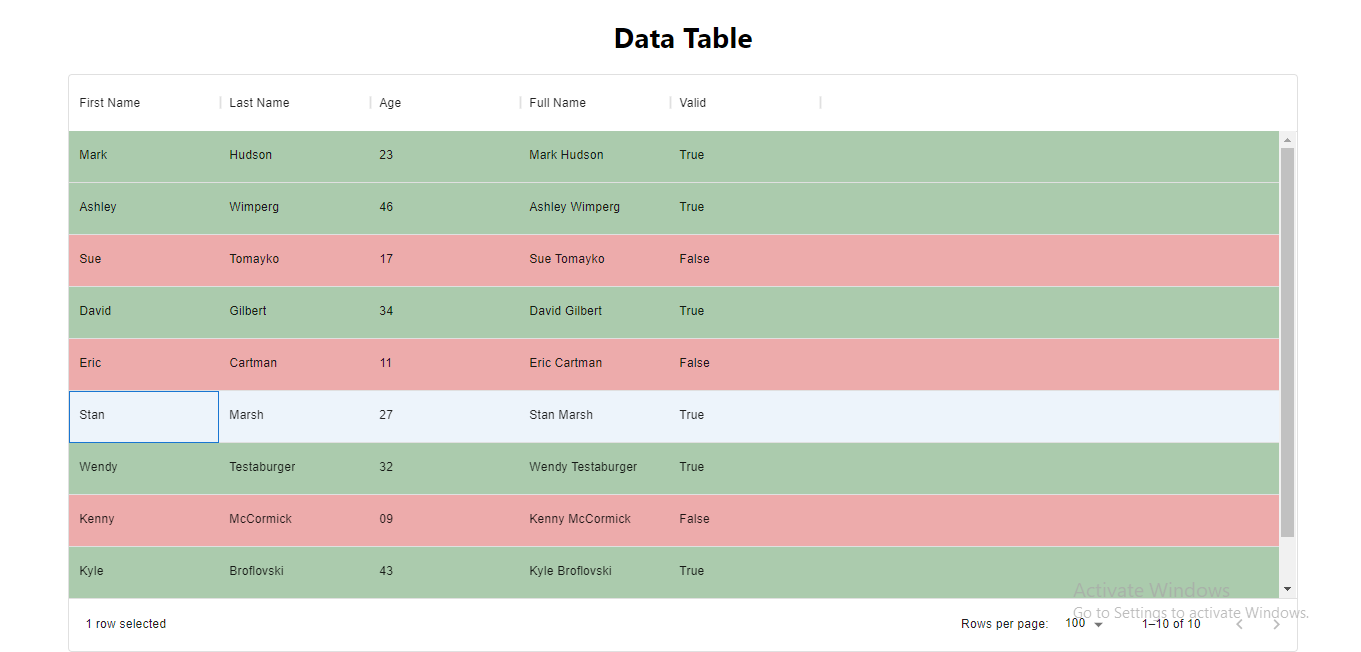 Data Table
First Name Last Name Age Full Name Valid
Mark Hudson 23 Mark Hudson True
Ashley Wimperg 46 Ashley Wimperg True
Sue Tomayko 17 Sue Tomayko False
David Gilbert 34 David Gilbert True
Eric Cartman 11 Eric Cartman False
Stan Marsh 27 Stan Marsh True
Wendy Testaburger 32 Wendy Testaburger True
Kenny McCormick 09 Kenny McCormick False
Kyle Broflovski 43 Kyle Broflovski True
Activate Windows
Go to Settings to activate Windows.
1 row selected Rows per page: 100 1–10 of 10